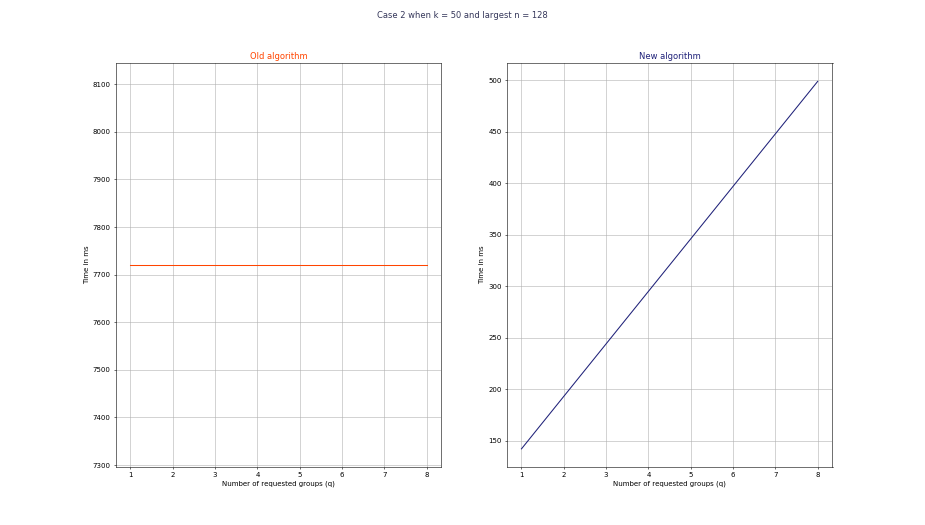 Case 2 when k = 50 and largest n = 128
Old algorithm
8100
8000
7900
7800
7700
7600
7500
7400
7300
Time in ms
1 2 3 4 5 6 7 8
Number of requested groups (q)
New algorithm
500
450
400
350
300
250
200
150
Time in ms
1 2 3 4 5 6 7 8
Number of requested groups (q)